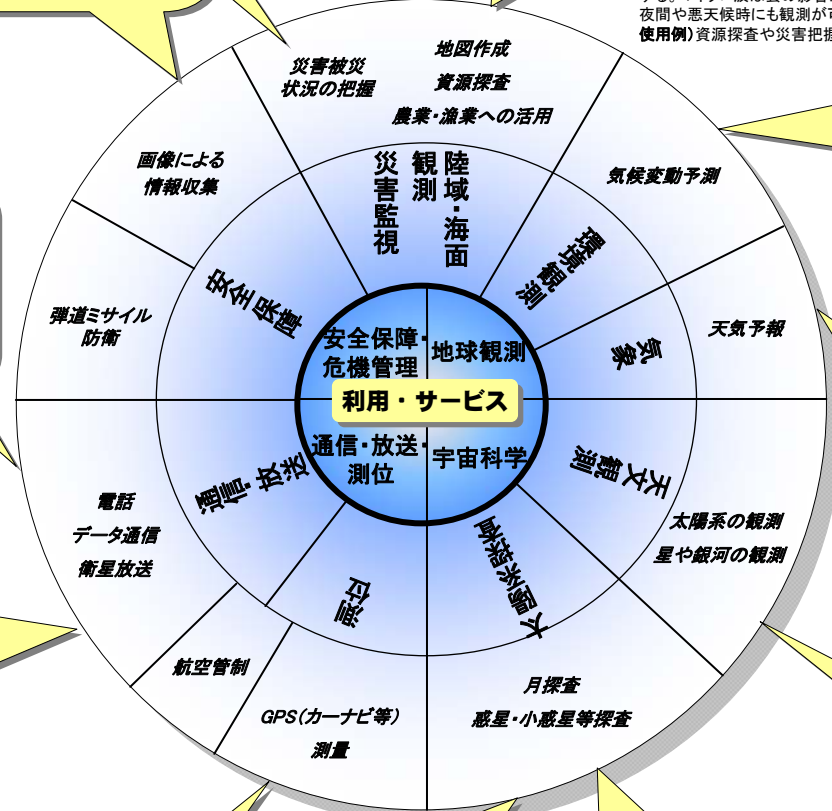 夜間や悪天候時にも観測が
使用例)資源探査や災害把握
災害被災
状況の把握
地図作成
資源探査
農業・漁業への活用
画像による
情報収集
気候変動予測
弾道ミサイル
防衛
天気予報
陸域・海面
観測
災害監視
環境観測
安全保障
気象
安全保障・
危機管理
地球観測
利用・サービス
通信・放送・
測位
宇宙科学
通信・放送
天文観測
測位
太陽系探査
電話
データ通信
衛星放送
太陽系の観測
星や銀河の観測
航空管制
GPS(カーナビ等)
測量
月探査
惑星・小惑星等探査